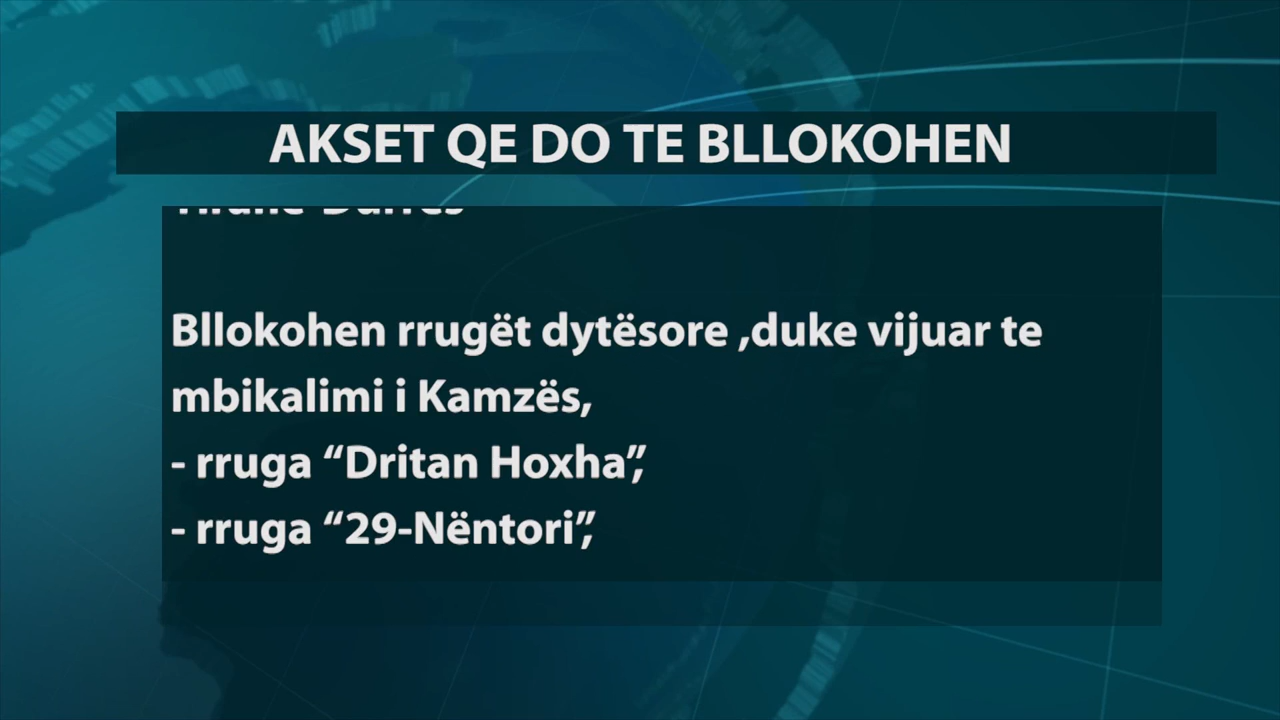 AKSET QE DO TE BLLOKOHEN
Bllokohen rrugët dytësore ,duke vijuar te
mbikalimi i Kamzës,
- rruga “Dritan Hoxha”,
- rruga “29-Nëntori”,